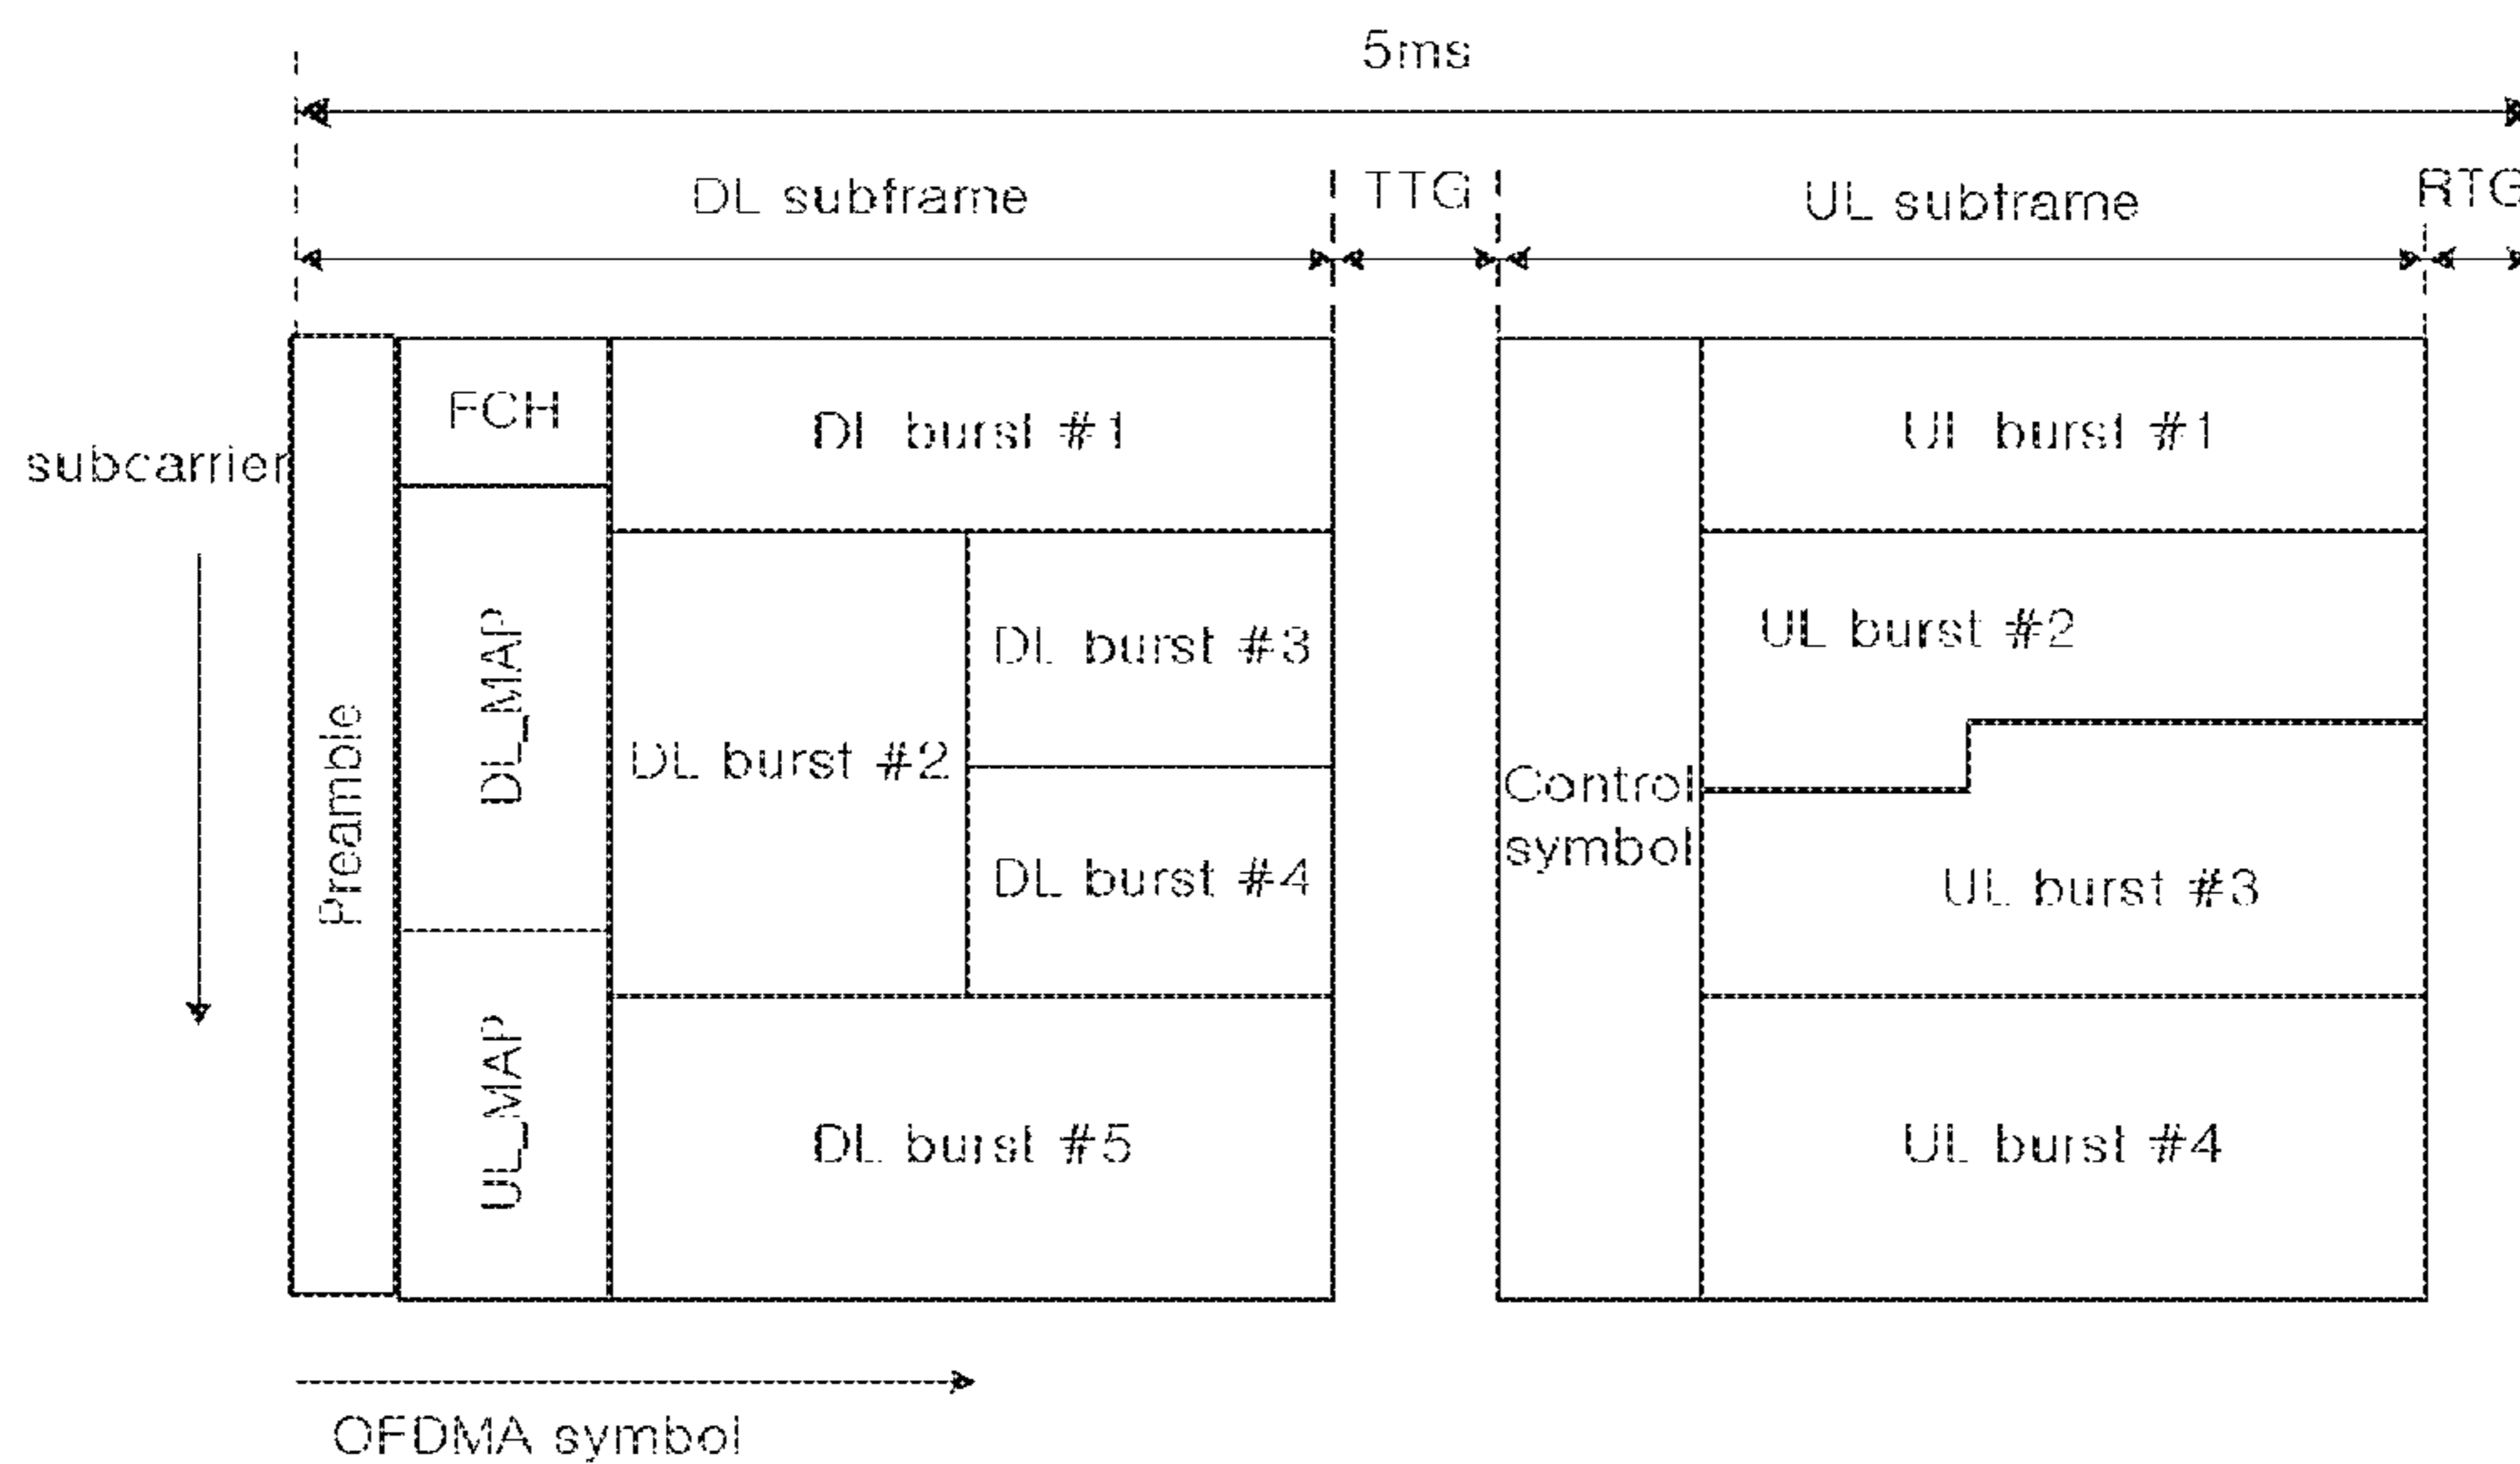 5ms
DL subframe
TTG
UL subframe
RTG
subcarrier
Preamble
FCH
DL_MAP
UL_MAP
DL burst #1
DL burst #2
DL burst #3
DL burst #4
DL burst #5
Control
symbol
UL burst #1
UL burst #2
UL burst #3
UL burst #4
OFDMA symbol